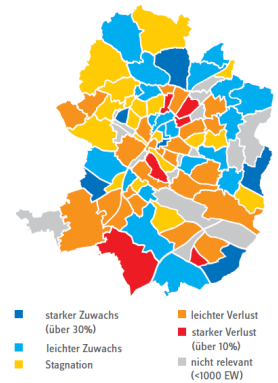 starker Zuwachs
(über 30%)
leichter Zuwachs
Stagnation
leichter Verlust
starker Verlust
(über 10%)
nicht relevant
(<1000 EW)